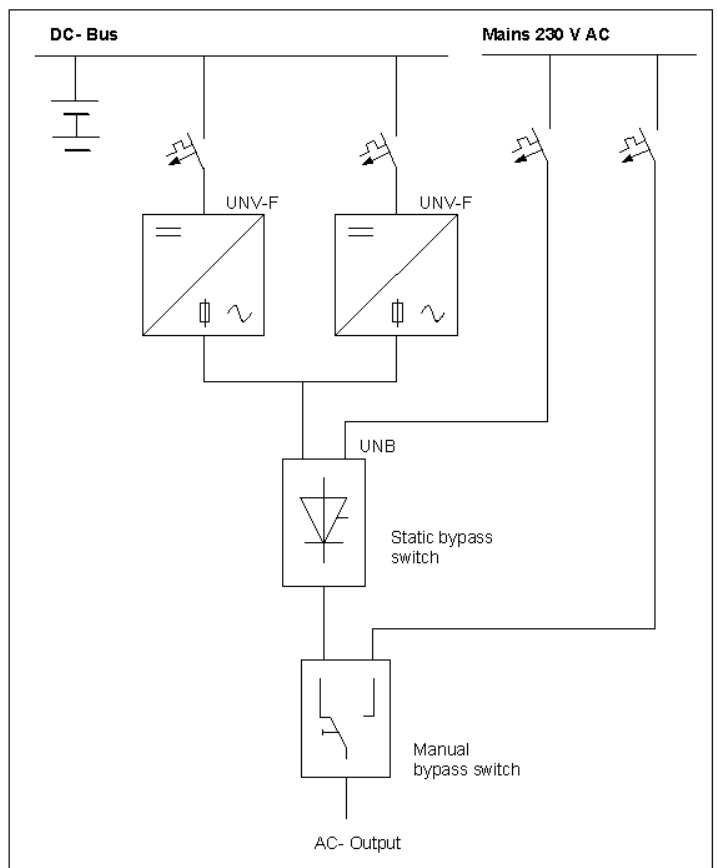 DC- Bus
Mains 230 V AC
UNV-F
UNV-F
UNB
Static bypass
switch
Manual
bypass switch
AC- Output